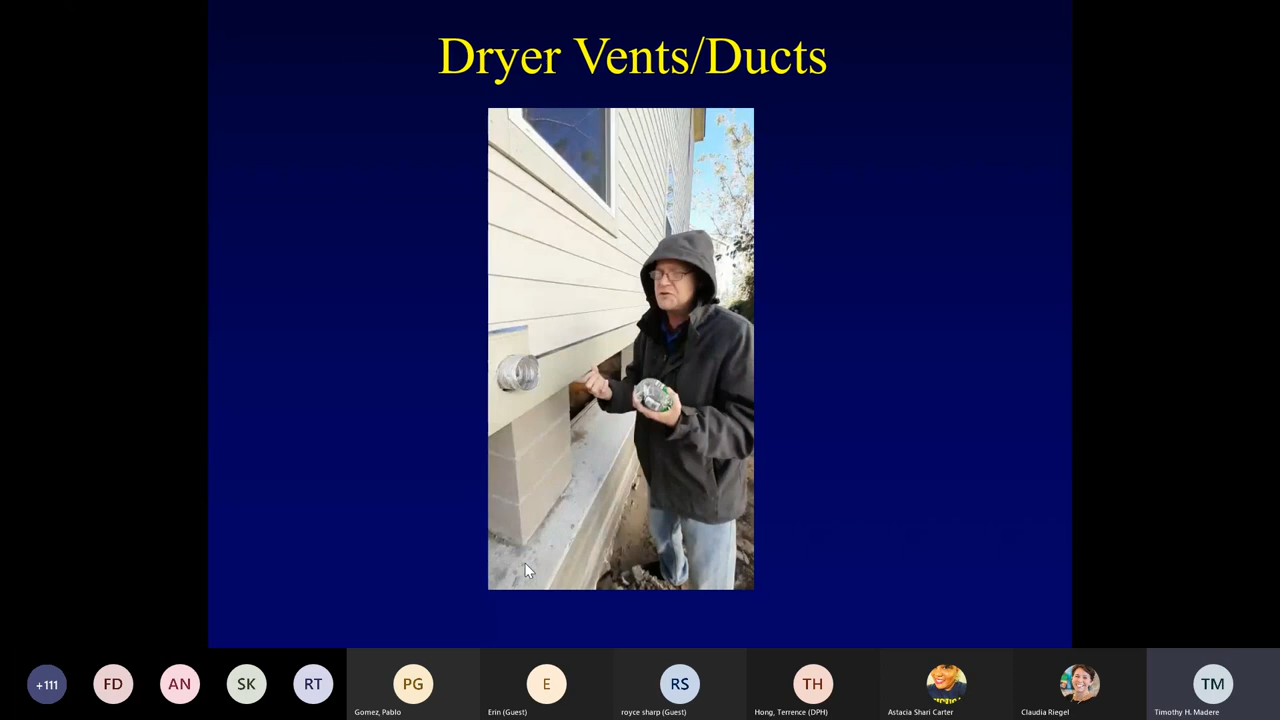 Dryer Vents/Ducts
+111
FD
AN
SK
RT
PG
E
RS
TH
TM
Gomez, Pablo
Erin (Guest)
royce sharp (Guest)
Hong, Terrence (DPH)
Astacia Shari Carter
Claudia Riegel
Timothy H. Madere